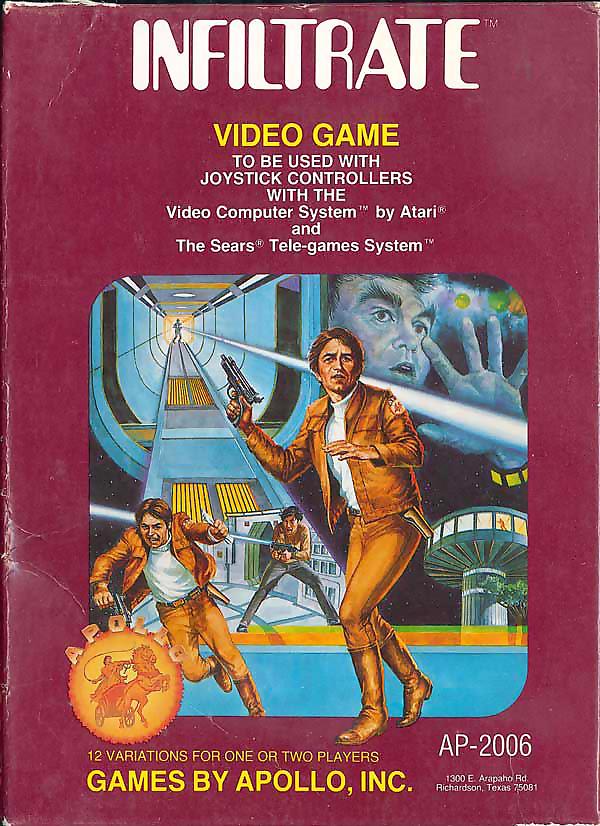 INFILTRATE™
VIDEO GAME
TO BE USED WITH
JOYSTICK CONTROLLERS
WITH THE
Video Computer System™ by Atari®
and
The Sears® Tele-games System™
APOLLO
12 VARIATIONS FOR ONE OR TWO PLAYERS
GAMES BY APOLLO, INC.
AP-2006
1300 E. Arapaho Rd.
Richardson, Texas 75081